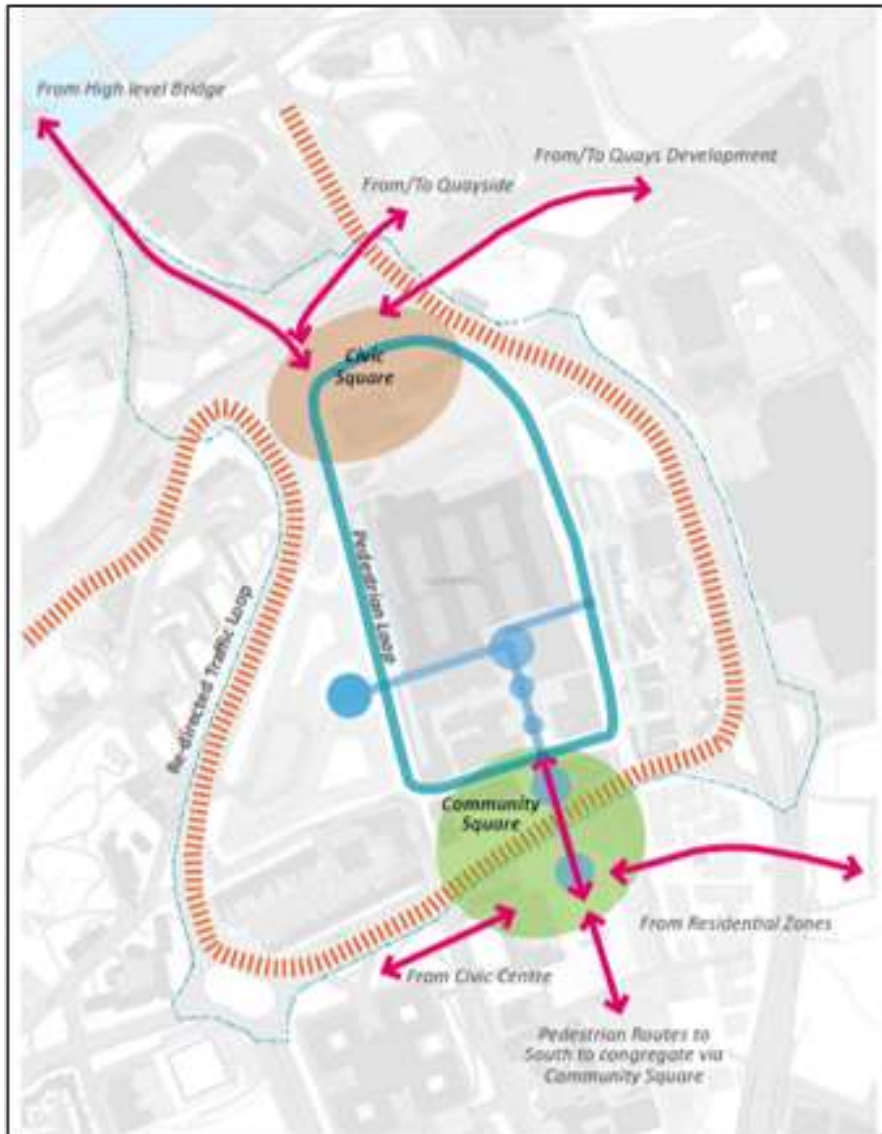 From High level Bridge
From/To Quays Development
From/To Quayside
Civic
Square
Pedestrian Loop
Re-directed Traffic Loop
Community
Square
From Residential Zones
From Civic Centre
Pedestrian Routes to
South to congregate via
Community Square